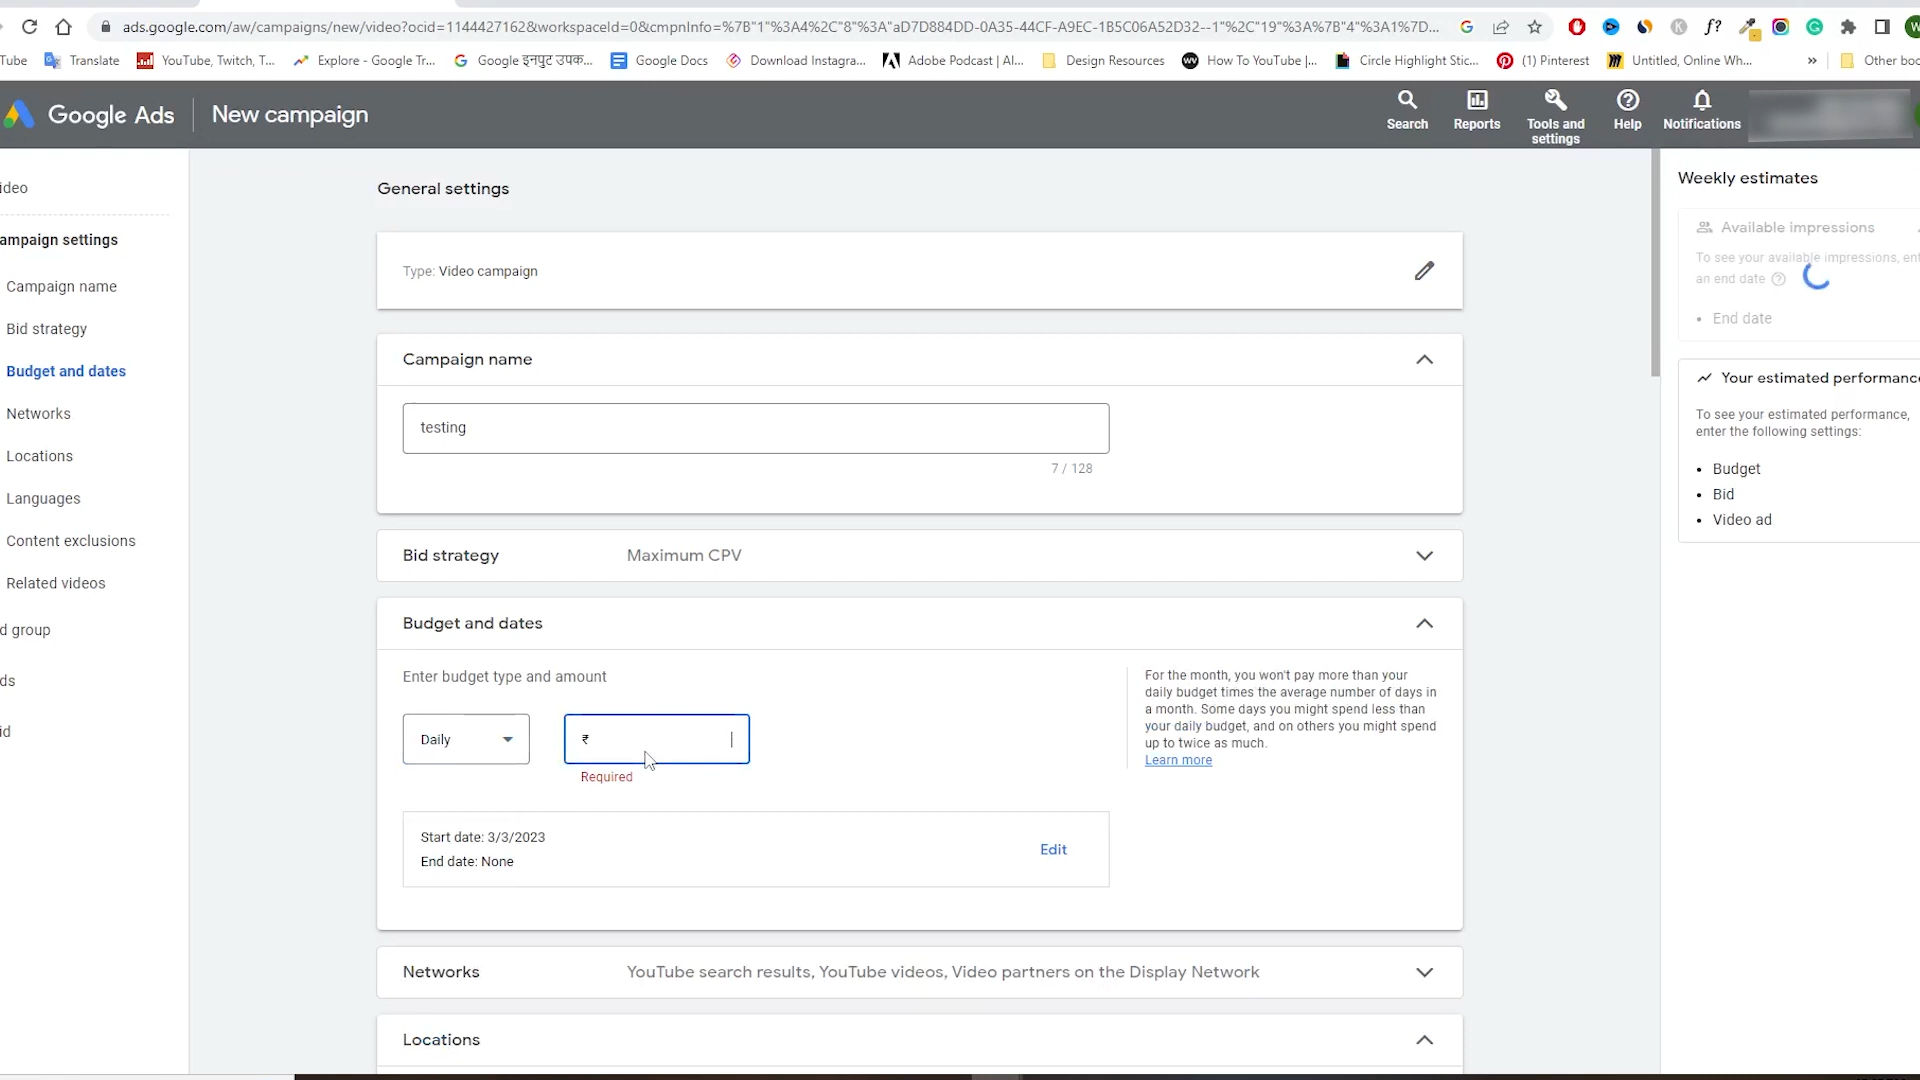 ads.google.com/aw/campaigns/new/video?ocid=1144427162&workspaceId=0&cmpnInfo=%7B"1"%3A4%2C"8"%3A"aD7D884DD-0A35-44CF-A9EC-1B5C06A52D32--1"%2C"19"%3A%7B"4"%3A1%7D...
Tube Translate YouTube, Twitch, T... Explore - Google Tr... Google इनपुट उपक... Google Docs Download Instagra... Adobe Podcast | Al... Design Resources How To YouTube |... Circle Highlight Stic... (1) Pinterest Untitled, Online Wh... » Other boo
Google Ads New campaign
Search Reports Tools and settings Help Notifications
ideo
ampaign settings
Campaign name
Bid strategy
Budget and dates
Networks
Locations
Languages
Content exclusions
Related videos
d group
ds
id
General settings
Type: Video campaign
Campaign name
testing
7 / 128
Bid strategy Maximum CPV
Budget and dates
Enter budget type and amount
Daily ₹
Required
For the month, you won't pay more than your
daily budget times the average number of days in
a month. Some days you might spend less than
your daily budget, and on others you might spend
up to twice as much.
Learn more
Start date: 3/3/2023
End date: None
Edit
Networks YouTube search results, YouTube videos, Video partners on the Display Network
Locations
Weekly estimates
Available impressions
To see your available impressions, ent
an end date
• End date
Your estimated performance
To see your estimated performance,
enter the following settings:
• Budget
• Bid
• Video ad